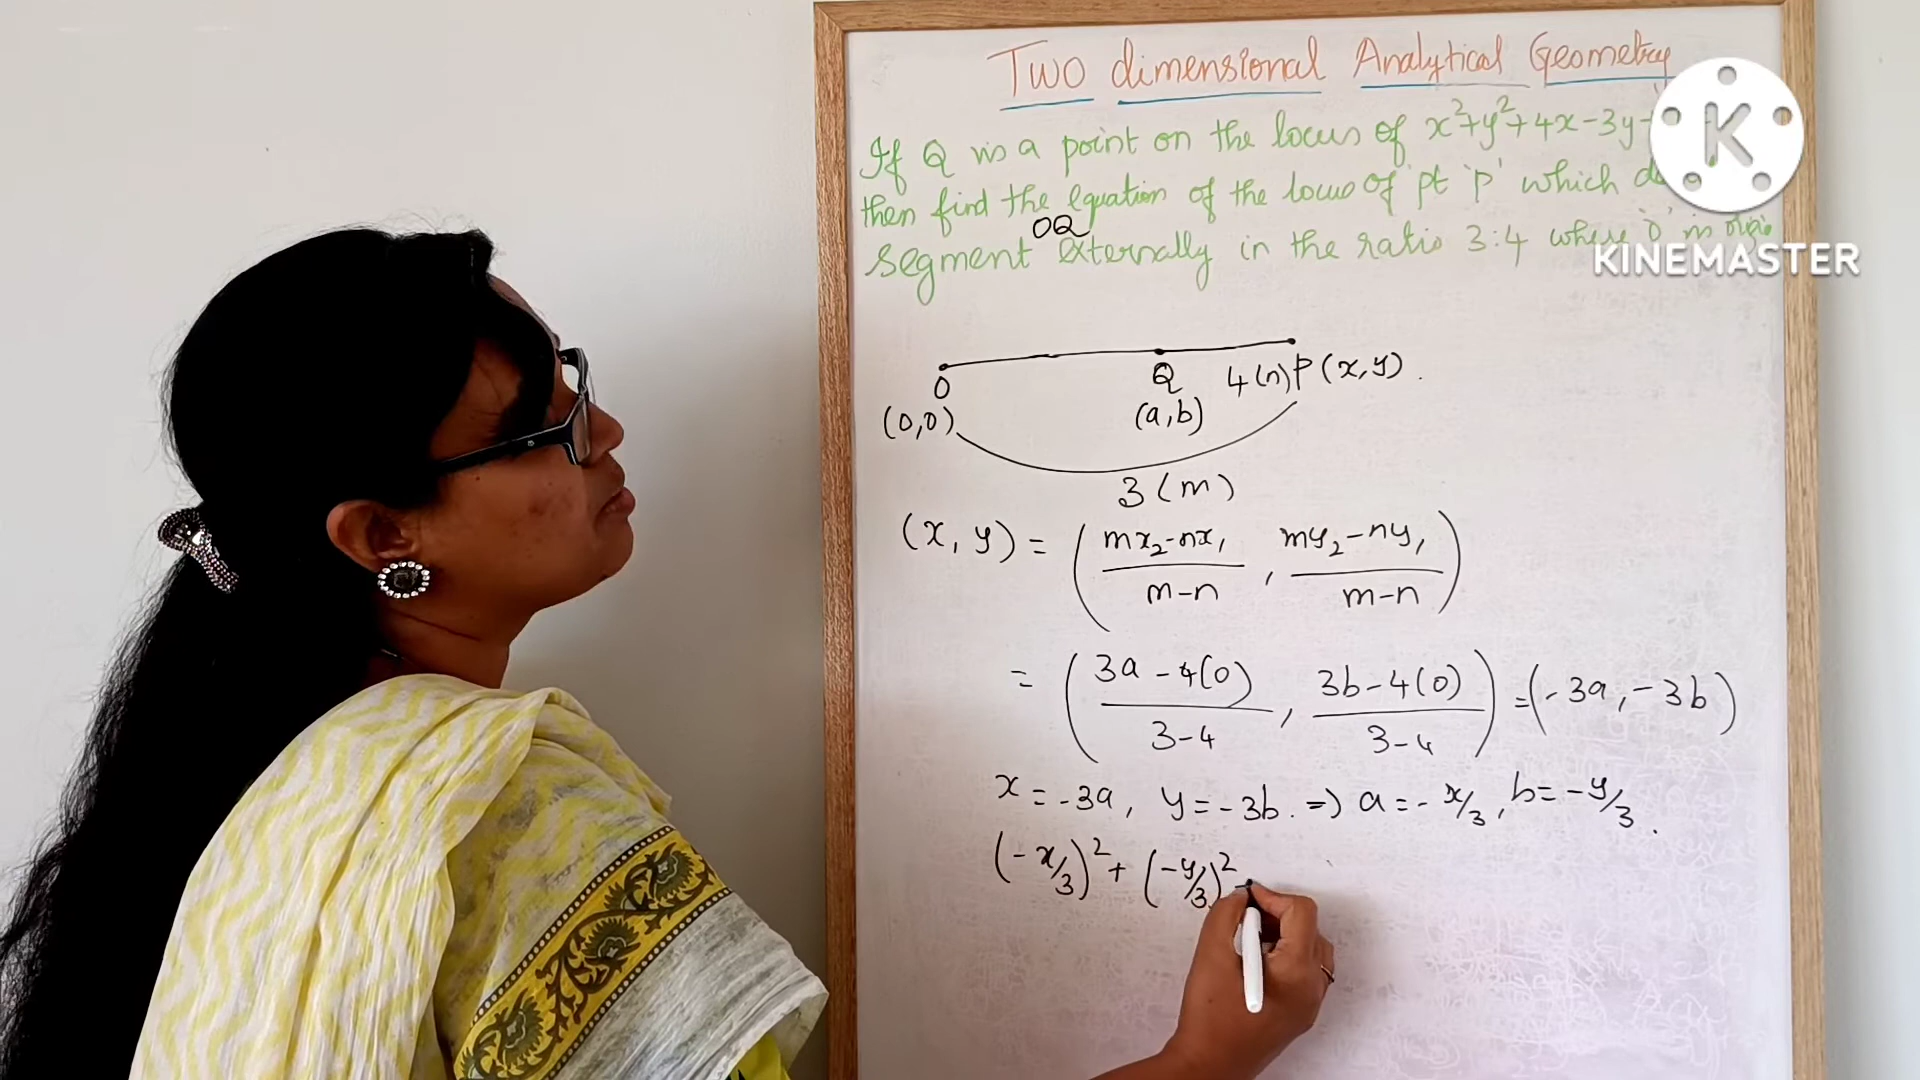 Two dimensional Analytical Geometry
If Q is a point on the locus of x²+y²+4x-3y
then find the equation of the locus of pt 'P' which
OQ
segment externally in the ratio 3:4 where 'O' is
K
KINEMASTER
O Q 4(n) P (x,y).
(0,0) (a,b)
3 (m)
(x, y) = ( mx₂-nx₁ / m-n , my₂-ny₁ / m-n )
= ( 3a-4(0) / 3-4 , 3b-4(0) / 3-4 ) = (-3a, -3b)
x = -3a, y = -3b. ⇒ a = -x/3, b = -y/3.
(-x/3)² + (-y/3)²